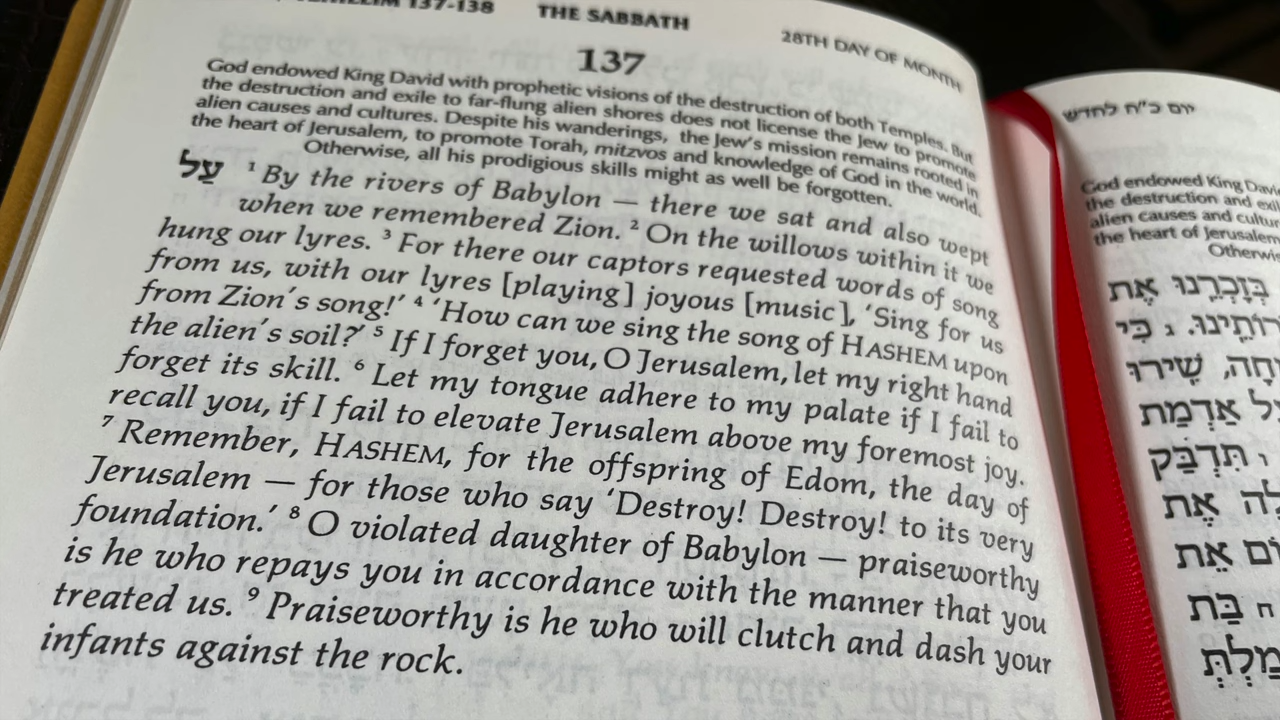 137-138 THE SABBATH 28TH DAY OF MONTH
137
God endowed King David with prophetic visions of the destruction of both Temples. But
the destruction and exile to far-flung alien shores does not license the Jew to promote
alien causes and cultures. Despite his wanderings, the Jew's mission remains rooted in
the heart of Jerusalem, to promote Torah, mitzvos and knowledge of God in the world.
Otherwise, all his prodigious skills might as well be forgotten.
עַל ¹ By the rivers of Babylon — there we sat and also wept
when we remembered Zion. ² On the willows within it we
hung our lyres. ³ For there our captors requested words of song
from us, with our lyres [playing] joyous [music], 'Sing for us
from Zion's song!' ⁴ 'How can we sing the song of HASHEM upon
the alien's soil?' ⁵ If I forget you, O Jerusalem, let my right hand
forget its skill. ⁶ Let my tongue adhere to my palate if I fail to
recall you, if I fail to elevate Jerusalem above my foremost joy.
⁷ Remember, HASHEM, for the offspring of Edom, the day of
Jerusalem — for those who say 'Destroy! Destroy! to its very
foundation.' ⁸ O violated daughter of Babylon — praiseworthy
is he who repays you in accordance with the manner that you
treated us. ⁹ Praiseworthy is he who will clutch and dash your
infants against the rock.
יום כ״ח לחדש
God endowed King
the destruction and
alien causes and
the heart of Jerusalem
בְּזָכְרֵנוּ אֶת
כִּי
שִׁירוּ
אַדְמַת
ו תִּדְבַּק
אֶת
אֵת
ח בַּת